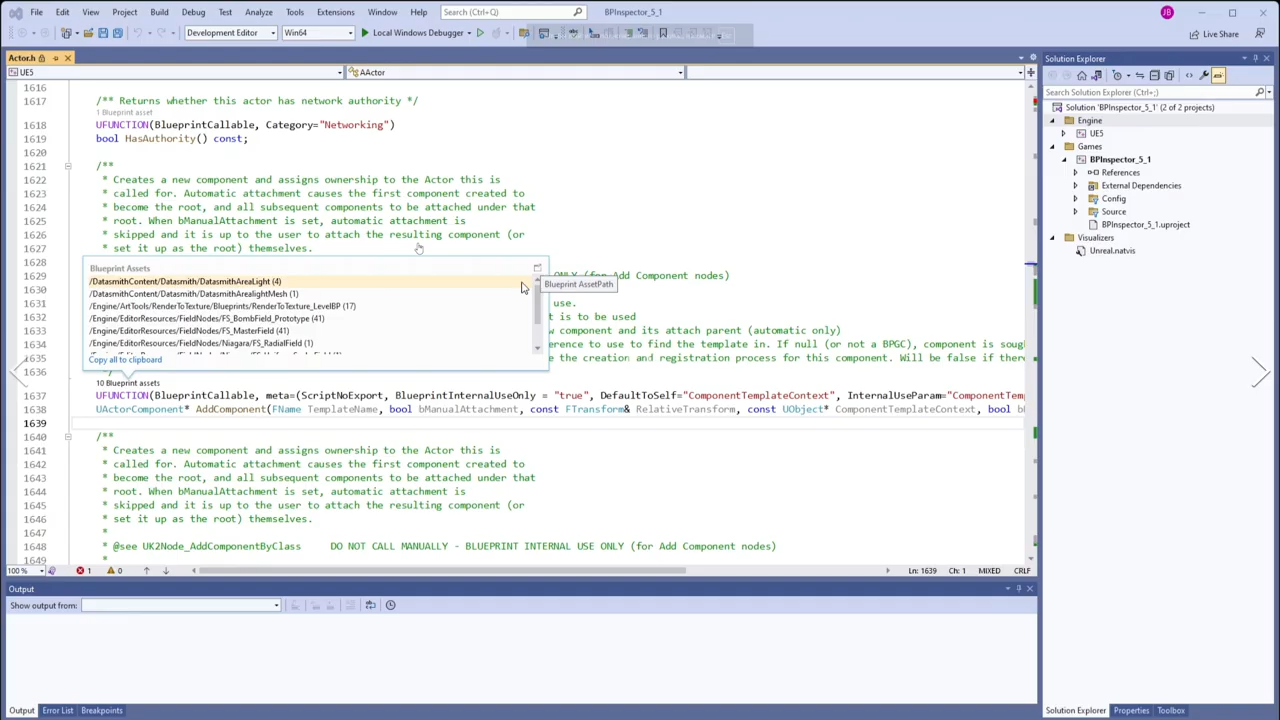 File Edit View Project Build Debug Test Analyze Tools Extensions Window Help Search (Ctrl+Q) BPInspector_5_1 JB
Development Editor Win64 Local Windows Debugger Live Share
Actor.h
UE5 AActor
1616
1617 /** Returns whether this actor has network authority */
1 Blueprint asset
1618 UFUNCTION(BlueprintCallable, Category="Networking")
1619 bool HasAuthority() const;
1620
1621 /**
1622 * Creates a new component and assigns ownership to the Actor this is
1623 * called for. Automatic attachment causes the first component created to
1624 * become the root, and all subsequent components to be attached under that
1625 * root. When bManualAttachment is set, automatic attachment is
1626 * skipped and it is up to the user to attach the resulting component (or
1627 * set it up as the root) themselves.
Blueprint Assets
/DatasmithContent/Datasmith/DatasmithAreaLight (4)
/DatasmithContent/Datasmith/DatasmithArealightMesh (1)
/Engine/ArtTools/RenderToTexture/Blueprints/RenderToTexture_LevelBP (17)
/Engine/EditorResources/FieldNodes/FS_BombField_Prototype (41)
/Engine/EditorResources/FieldNodes/FS_MasterField (41)
/Engine/EditorResources/FieldNodes/Niagara/FS_RadialField (1)
Copy all to clipboard
Blueprint AssetPath
1628
1629 ONLY (for Add Component nodes)
1630
1631 use.
1632 t is to be used
1633 w component and its attach parent (automatic only)
1634 erence to use to find the template in. If null (or not a BPGC), component is sough
1635 e the creation and registration process for this component. Will be false if there
1636 */
10 Blueprint assets
1637 UFUNCTION(BlueprintCallable, meta=(ScriptNoExport, BlueprintInternalUseOnly = "true", DefaultToSelf="ComponentTemplateContext", InternalUseParam="ComponentTemp
1638 UActorComponent* AddComponent(FName TemplateName, bool bManualAttachment, const FTransform& RelativeTransform, const UObject* ComponentTemplateContext, bool bD
1639
1640 /**
1641 * Creates a new component and assigns ownership to the Actor this is
1642 * called for. Automatic attachment causes the first component created to
1643 * become the root, and all subsequent components to be attached under that
1644 * root. When bManualAttachment is set, automatic attachment is
1645 * skipped and it is up to the user to attach the resulting component (or
1646 * set it up as the root) themselves.
1647 *
1648 * @see UK2Node_AddComponentByClass DO NOT CALL MANUALLY - BLUEPRINT INTERNAL USE ONLY (for Add Component nodes)
1649 *
100 % 1 0 Ln: 1639 Ch: 1 MIXED CRLF
Output
Show output from:
Output Error List Breakpoints
Solution Explorer
Search Solution Explorer (Ctrl+;)
Solution 'BPInspector_5_1' (2 of 2 projects)
Engine
UE5
Games
BPInspector_5_1
References
External Dependencies
Config
Source
BPInspector_5_1.uproject
Visualizers
Unreal.natvis
Solution Explorer Properties Toolbox